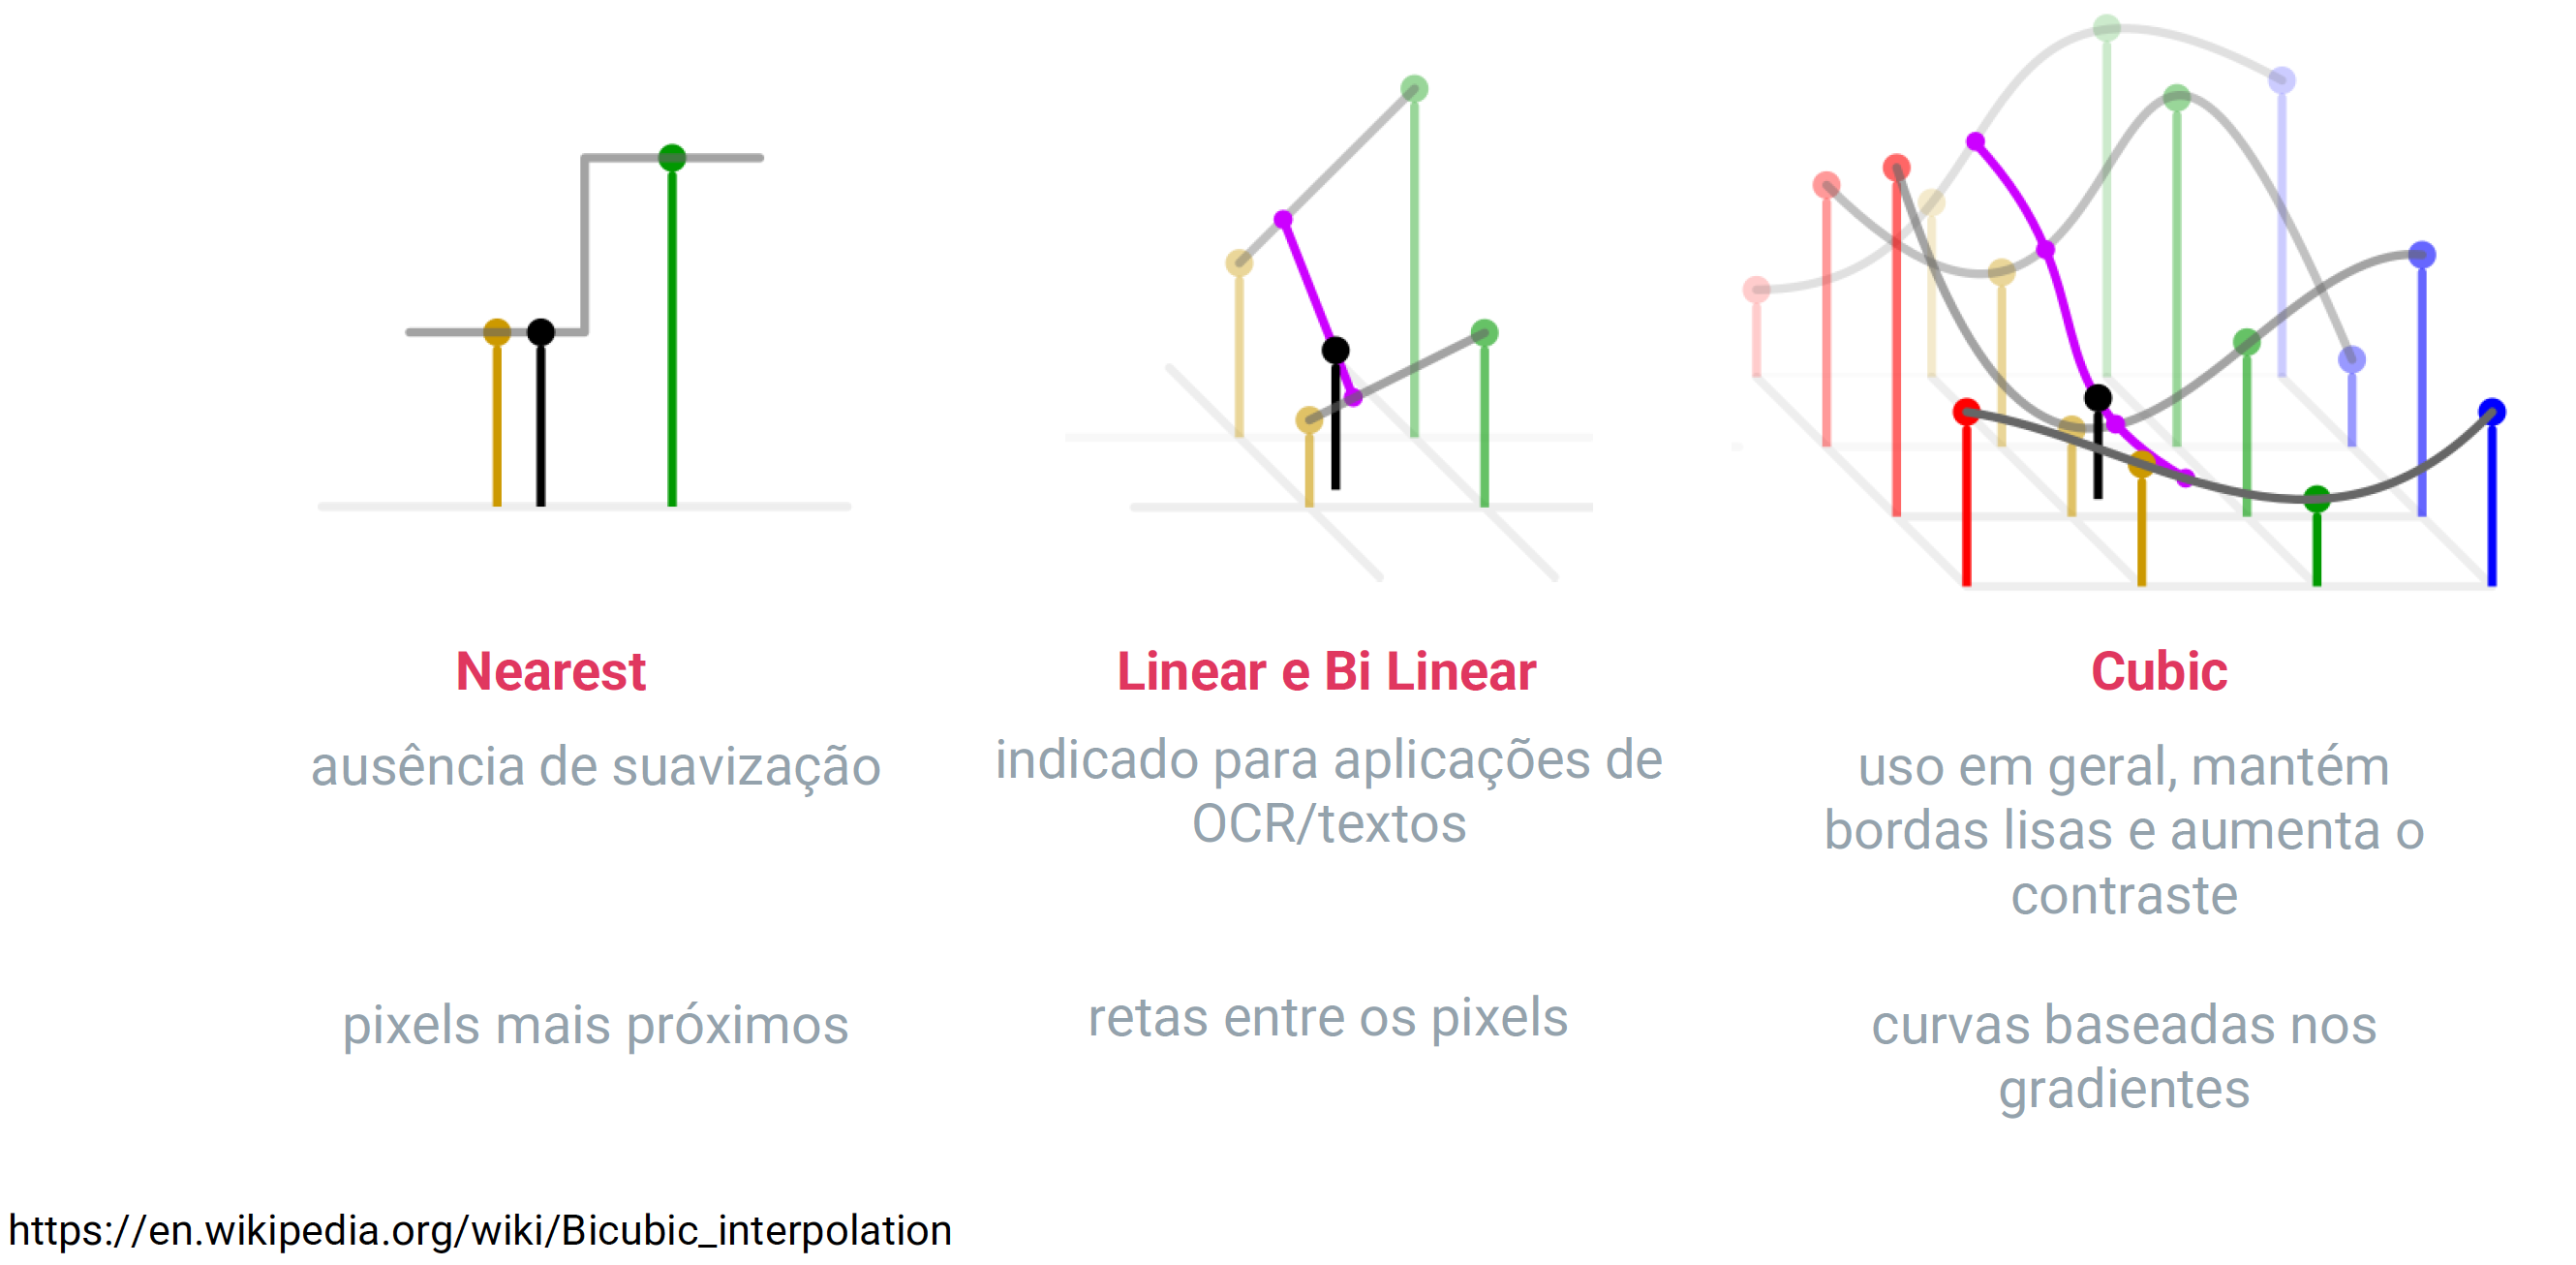 Nearest
ausência de suavização
pixels mais próximos
Linear e Bi Linear
indicado para aplicações de
OCR/textos
retas entre os pixels
Cubic
uso em geral, mantém
bordas lisas e aumenta o
contraste
curvas baseadas nos
gradientes
https://en.wikipedia.org/wiki/Bicubic_interpolation